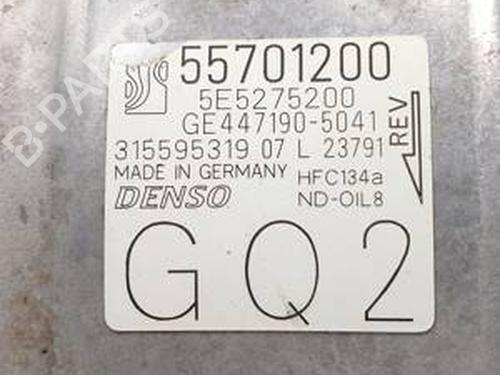 55701200
5E5275200
GE447190-5041
315595319 07 L 23791
REV
MADE IN GERMANY
HFC134a
DENSO
ND-OIL8
GQ2
B-PARTS